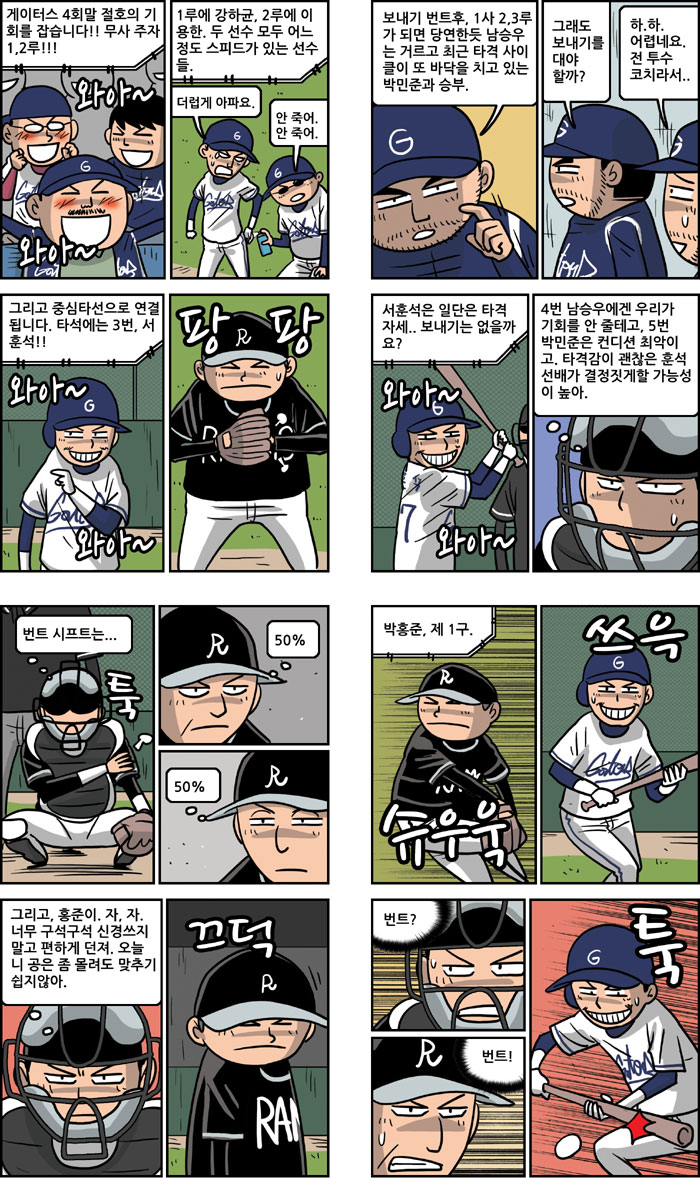 게이터스 4회말 절호의 기
회를 잡습니다!! 무사 주자
1,2루!!!
와아~
와아~
G
1루에 강하균, 2루에 이
용한. 두 선수 모두 어느
정도 스피드가 있는 선수
들.
더럽게 아파요.
안 죽어.
안 죽어.
G
Gators
Gators
그리고 중심타선으로 연결
됩니다. 타석에는 3번, 서
훈석!!
와아~
G
Gators
와아~
팡 팡
R
보내기 번트후, 1사 2,3루
가 되면 당연한듯 남승우
는 거르고 최근 타격 사이
클이 또 바닥을 치고 있는
박민준과 승부.
G
그래도
보내기를
대야
할까?
하.하.
어렵네요.
전 투수
코치라서..
서훈석은 일단은 타격
자세.. 보내기는 없을까
요?
와아~
G
7
와아~
4번 남승우에겐 우리가
기회를 안 줄테고, 5번
박민준은 컨디션 최악이
고. 타격감이 괜찮은 훈석
선배가 결정짓게할 가능성
이 높아.
번트 시프트는...
툭
50%
R
50%
R
그리고, 홍준이. 자, 자.
너무 구석구석 신경쓰지
말고 편하게 던져. 오늘
니 공은 좀 몰려도 맞추기
쉽지않아.
끄덕
R
RAM
박홍준, 제 1구.
R
슈우욱
쓰윽
G
Gators
번트?
R
번트!
툭
G
Gators